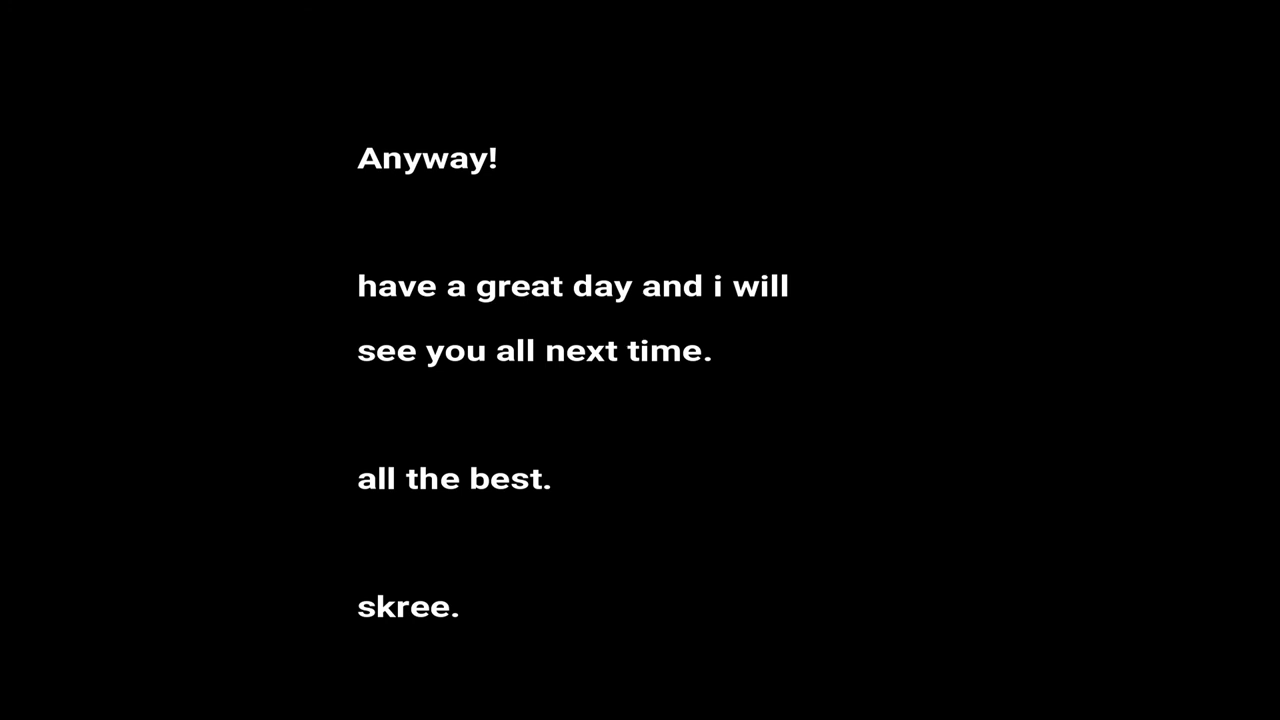 Anyway!
have a great day and i will
see you all next time.
all the best.
skree.